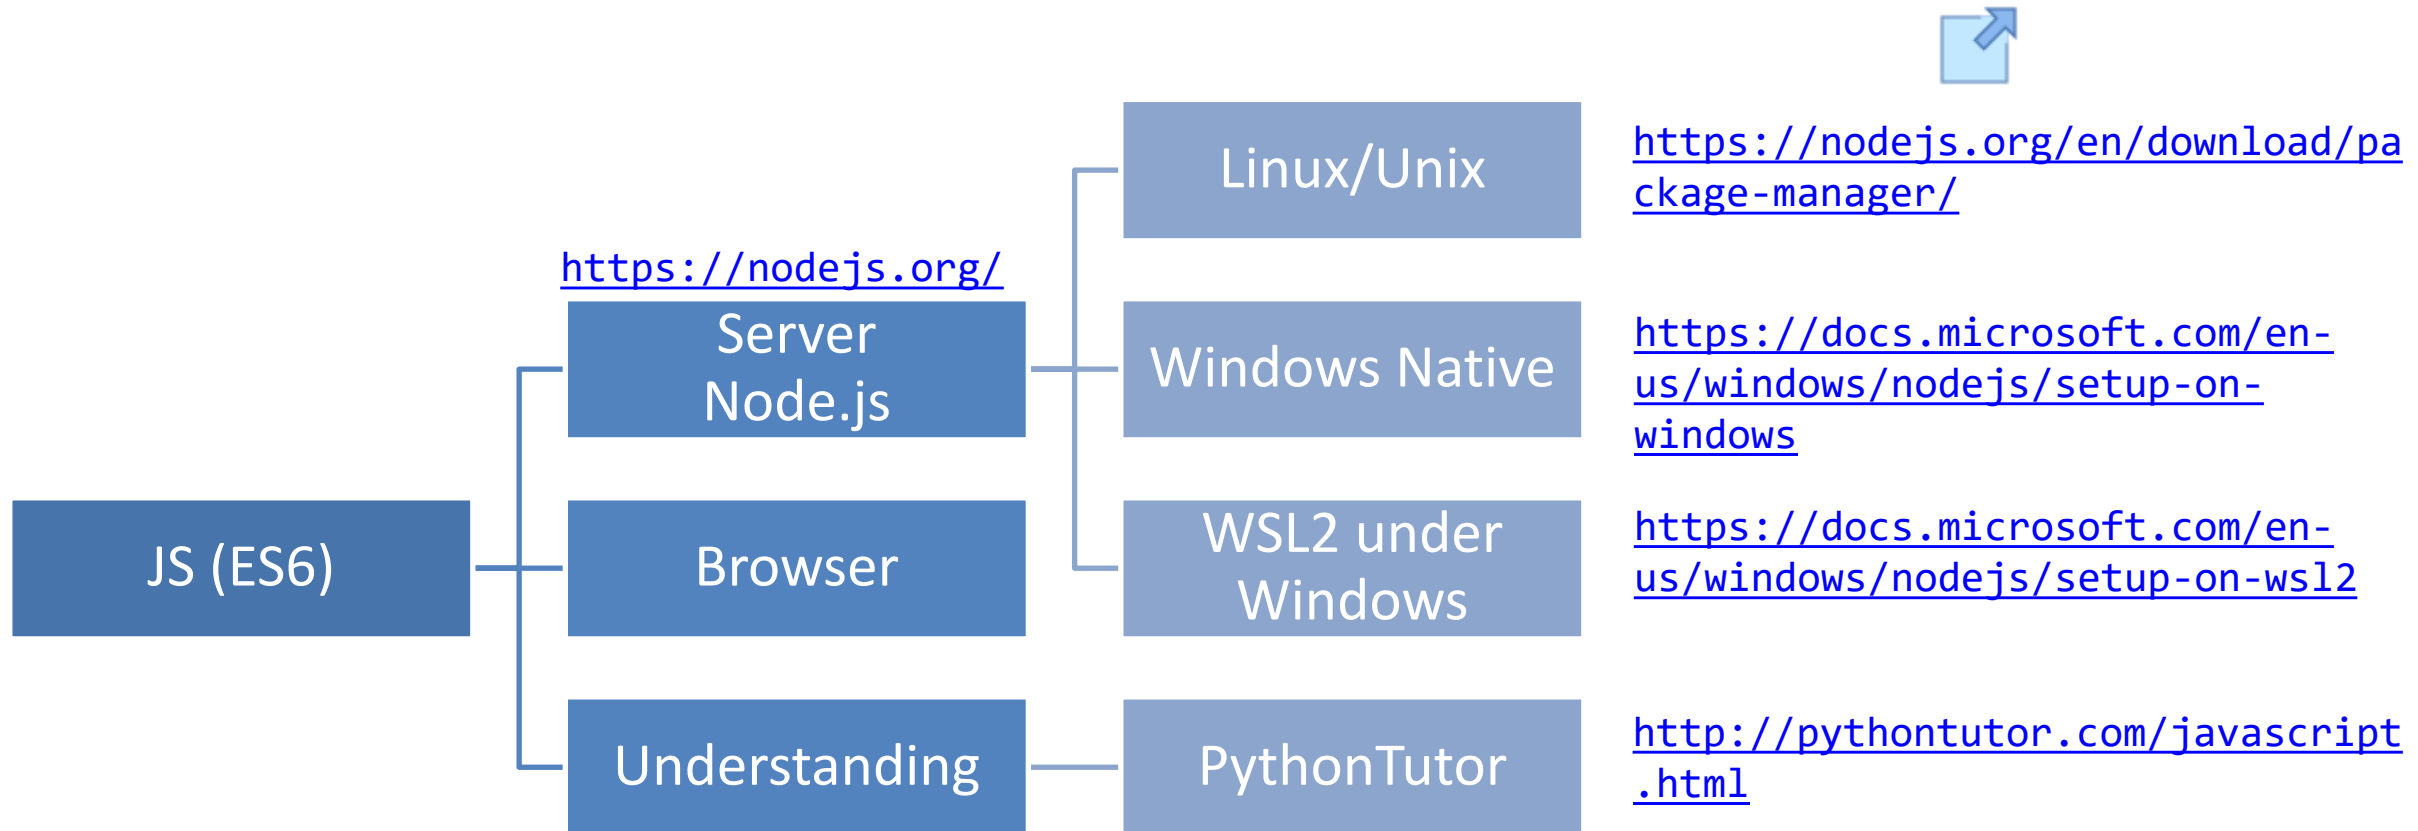 Linux/Unix
https://nodejs.org/en/download/pa
ckage-manager/
https://nodejs.org/
Server
Node.js
Windows Native
https://docs.microsoft.com/en-
us/windows/nodejs/setup-on-
windows
JS (ES6)
Browser
WSL2 under
Windows
https://docs.microsoft.com/en-
us/windows/nodejs/setup-on-wsl2
Understanding
PythonTutor
http://pythontutor.com/javascript
.html